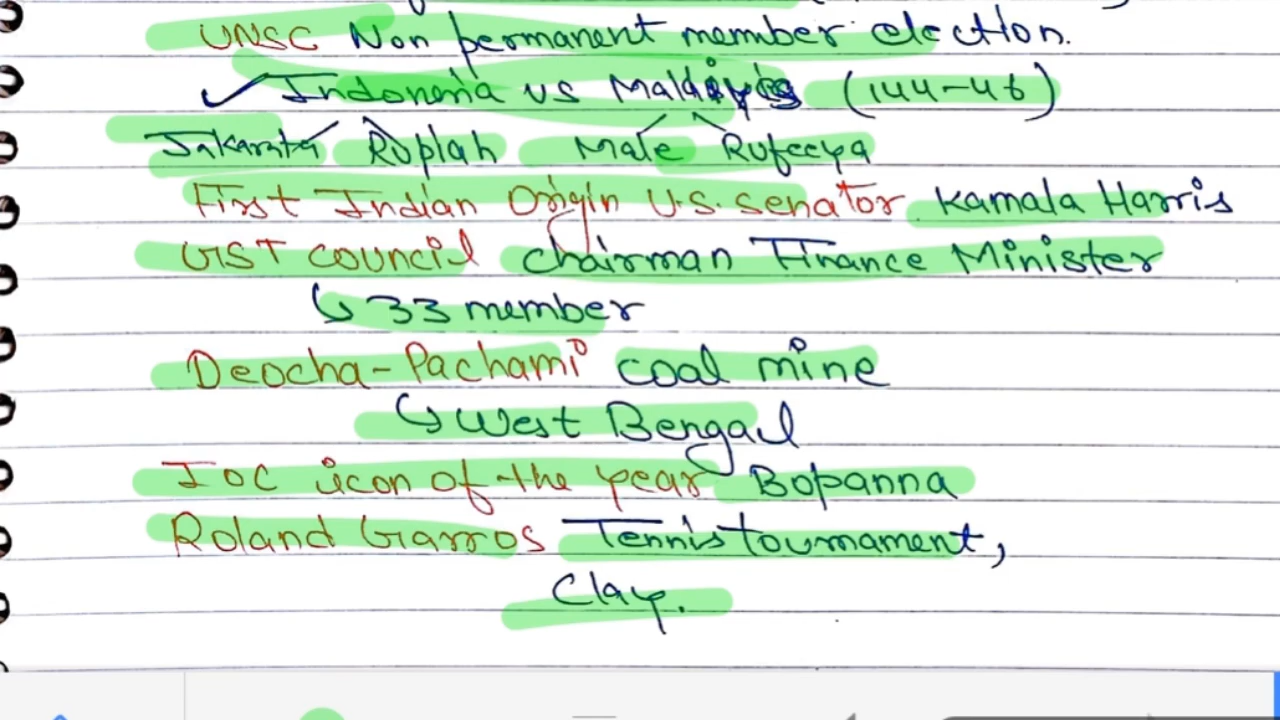 UNSC Non permanent member election.
Indonesia vs Maldives (144-46)
Jakarata Rupiah Male Rufeeya
First Indian Origin U.S. senator Kamala Harris
GST council chairman Finance Minister
33 member
Deocha-Pachami coal mine
West Bengal
IOC icon of the year Bopanna
Roland Garros Tennis tournament,
Clay.